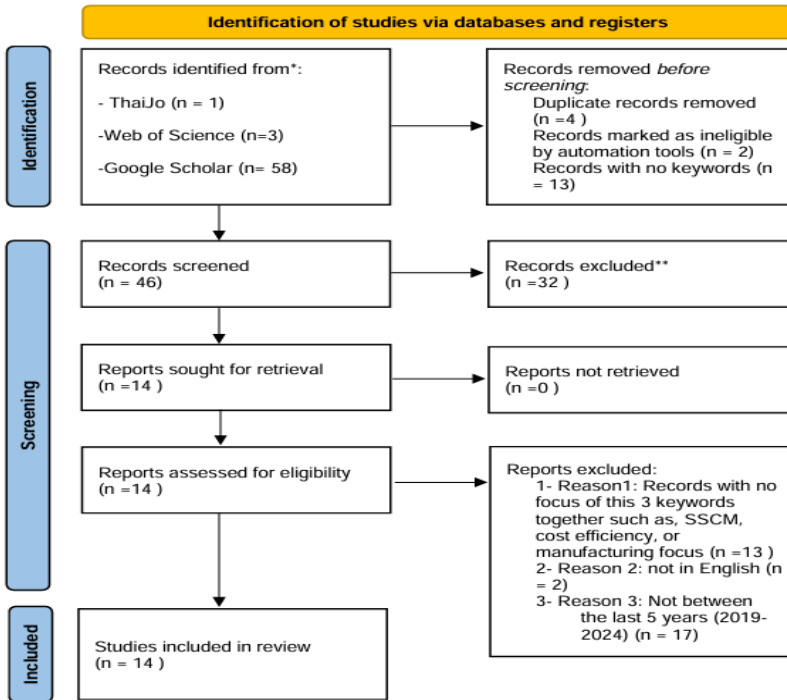 Identification of studies via databases and registers
Identification
Records identified from*:
- ThaiJo (n = 1)
-Web of Science (n=3)
-Google Scholar (n= 58)
Records removed before
screening:
Duplicate records removed
(n =4 )
Records marked as ineligible
by automation tools (n = 2)
Records with no keywords (n
= 13)
Screening
Records screened
(n = 46)
Records excluded**
(n =32 )
Reports sought for retrieval
(n =14 )
Reports not retrieved
(n =0 )
Reports assessed for eligibility
(n =14 )
Reports excluded:
1- Reason1: Records with no
focus of this 3 keywords
together such as, SSCM,
cost efficiency, or
manufacturing focus (n =13 )
2- Reason 2: not in English (n
= 2)
3- Reason 3: Not between
the last 5 years (2019-
2024) (n = 17)
Included
Studies included in review
(n = 14 )